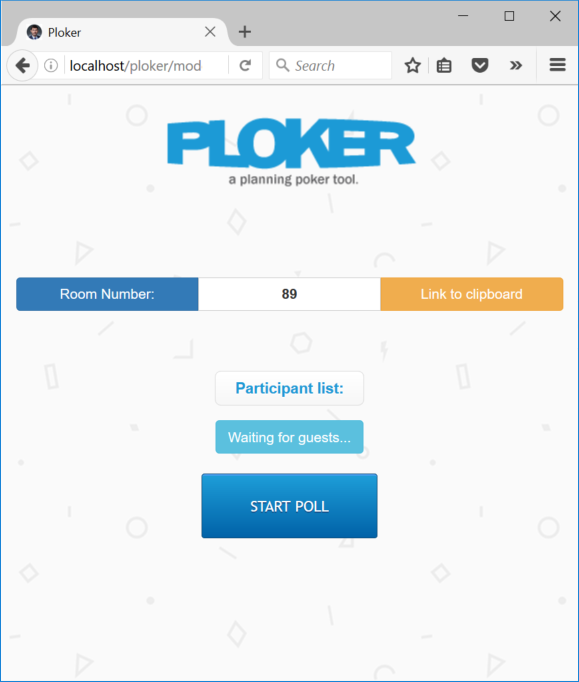 Ploker
localhost/ploker/mod
Search
PLOKER
a planning poker tool.
Room Number:
89
Link to clipboard
Participant list:
Waiting for guests...
START POLL